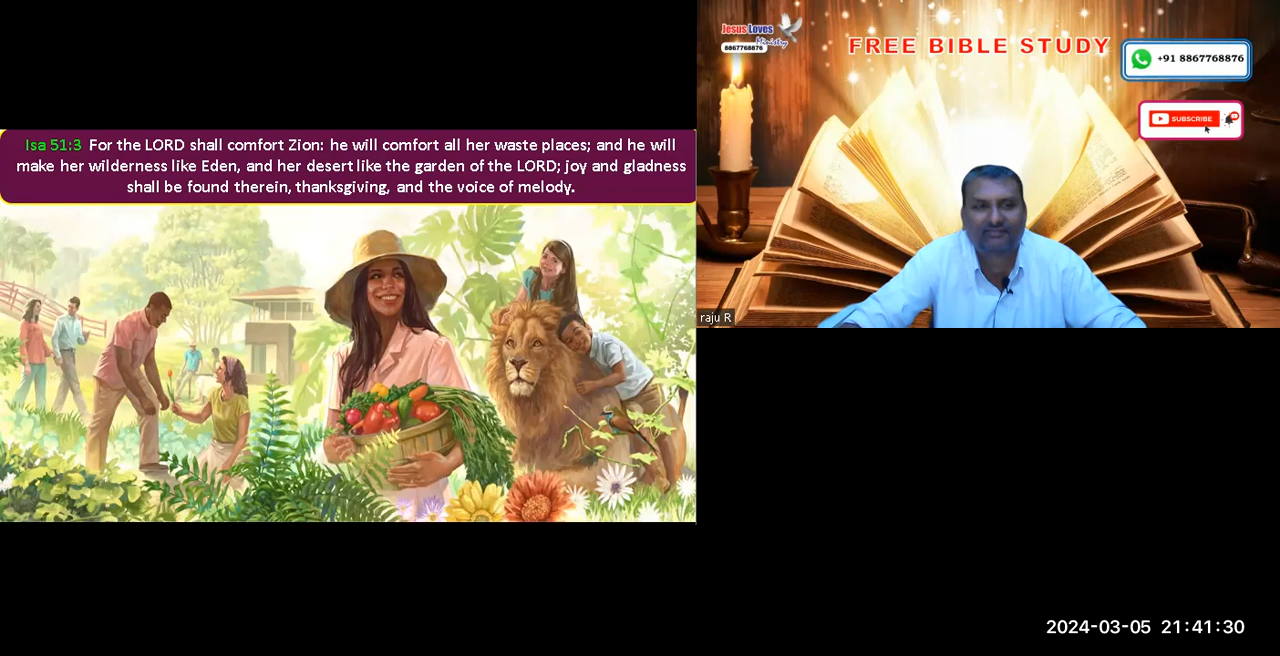 Isa 51:3 For the LORD shall comfort Zion: he will comfort all her waste places; and he will
make her wilderness like Eden, and her desert like the garden of the LORD; joy and gladness
shall be found therein, thanksgiving, and the voice of melody.
Jesus Loves
Ministry
8867768876
FREE BIBLE STUDY
+91 8867768876
SUBSCRIBE
raju R
2024-03-05 21:41:30